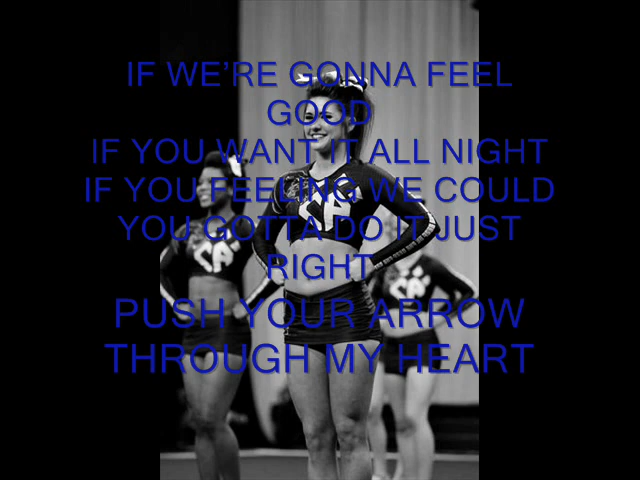 IF WE’RE GONNA FEEL
GOOD
IF YOU WANT IT ALL NIGHT
IF YOU FEELING WE COULD
YOU GOTTA DO IT JUST
RIGHT
PUSH YOUR ARROW
THROUGH MY HEART